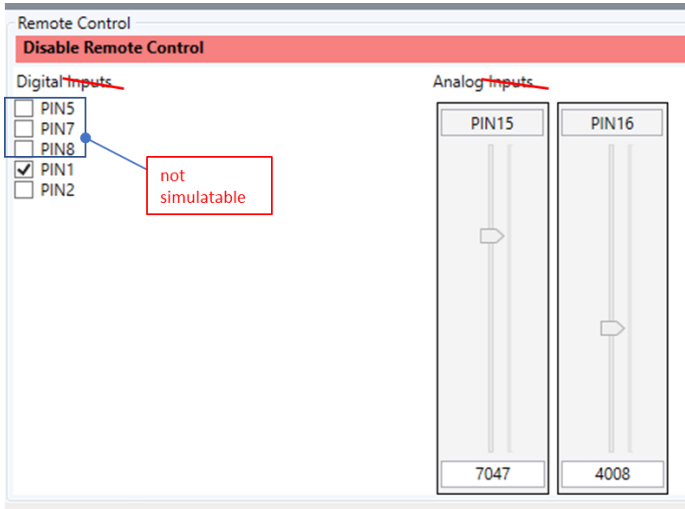 Remote Control
Disable Remote Control
Digital Inputs
PIN5
PIN7
PIN8
PIN1
PIN2
not
simulatable
Analog Inputs
PIN15
PIN16
7047
4008